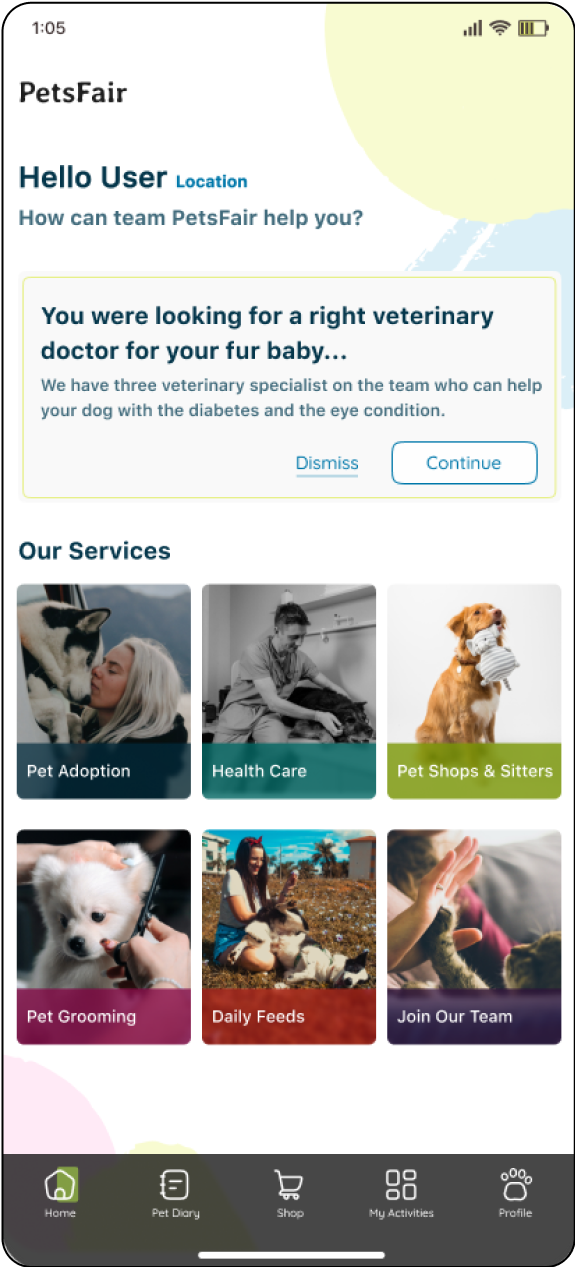 1:05
PetsFair
Hello User Location
How can team PetsFair help you?
You were looking for a right veterinary
doctor for your fur baby...
We have three veterinary specialist on the team who can help
your dog with the diabetes and the eye condition.
Dismiss Continue
Our Services
Pet Adoption Health Care Pet Shops & Sitters
Pet Grooming Daily Feeds Join Our Team
Home Pet Diary Shop My Activities Profile